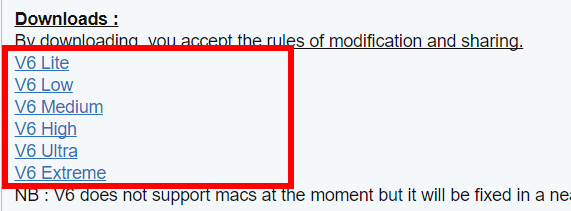 Downloads :
By downloading, you accept the rules of modification and sharing.
V6 Lite
V6 Low
V6 Medium
V6 High
V6 Ultra
V6 Extreme
NB : V6 does not support macs at the moment but it will be fixed in a